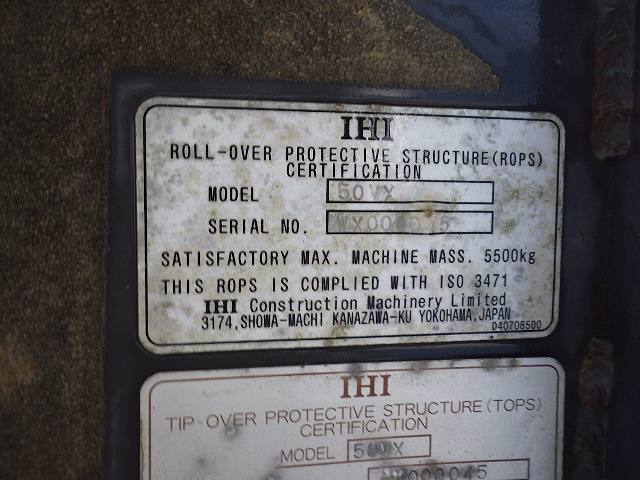 IHI
ROLL-OVER PROTECTIVE STRUCTURE(ROPS)
CERTIFICATION
MODEL 50VX
SERIAL NO.
SATISFACTORY MAX. MACHINE MASS. 5500kg
THIS ROPS IS COMPLIED WITH ISO 3471
IHI Construction Machinery Limited
3174,SHOWA-MACHI KANAZAWA-KU YOKOHAMA,JAPAN
D40708500
IHI
TIP-OVER PROTECTIVE STRUCTURE(TOPS)
CERTIFICATION
MODEL 50VX